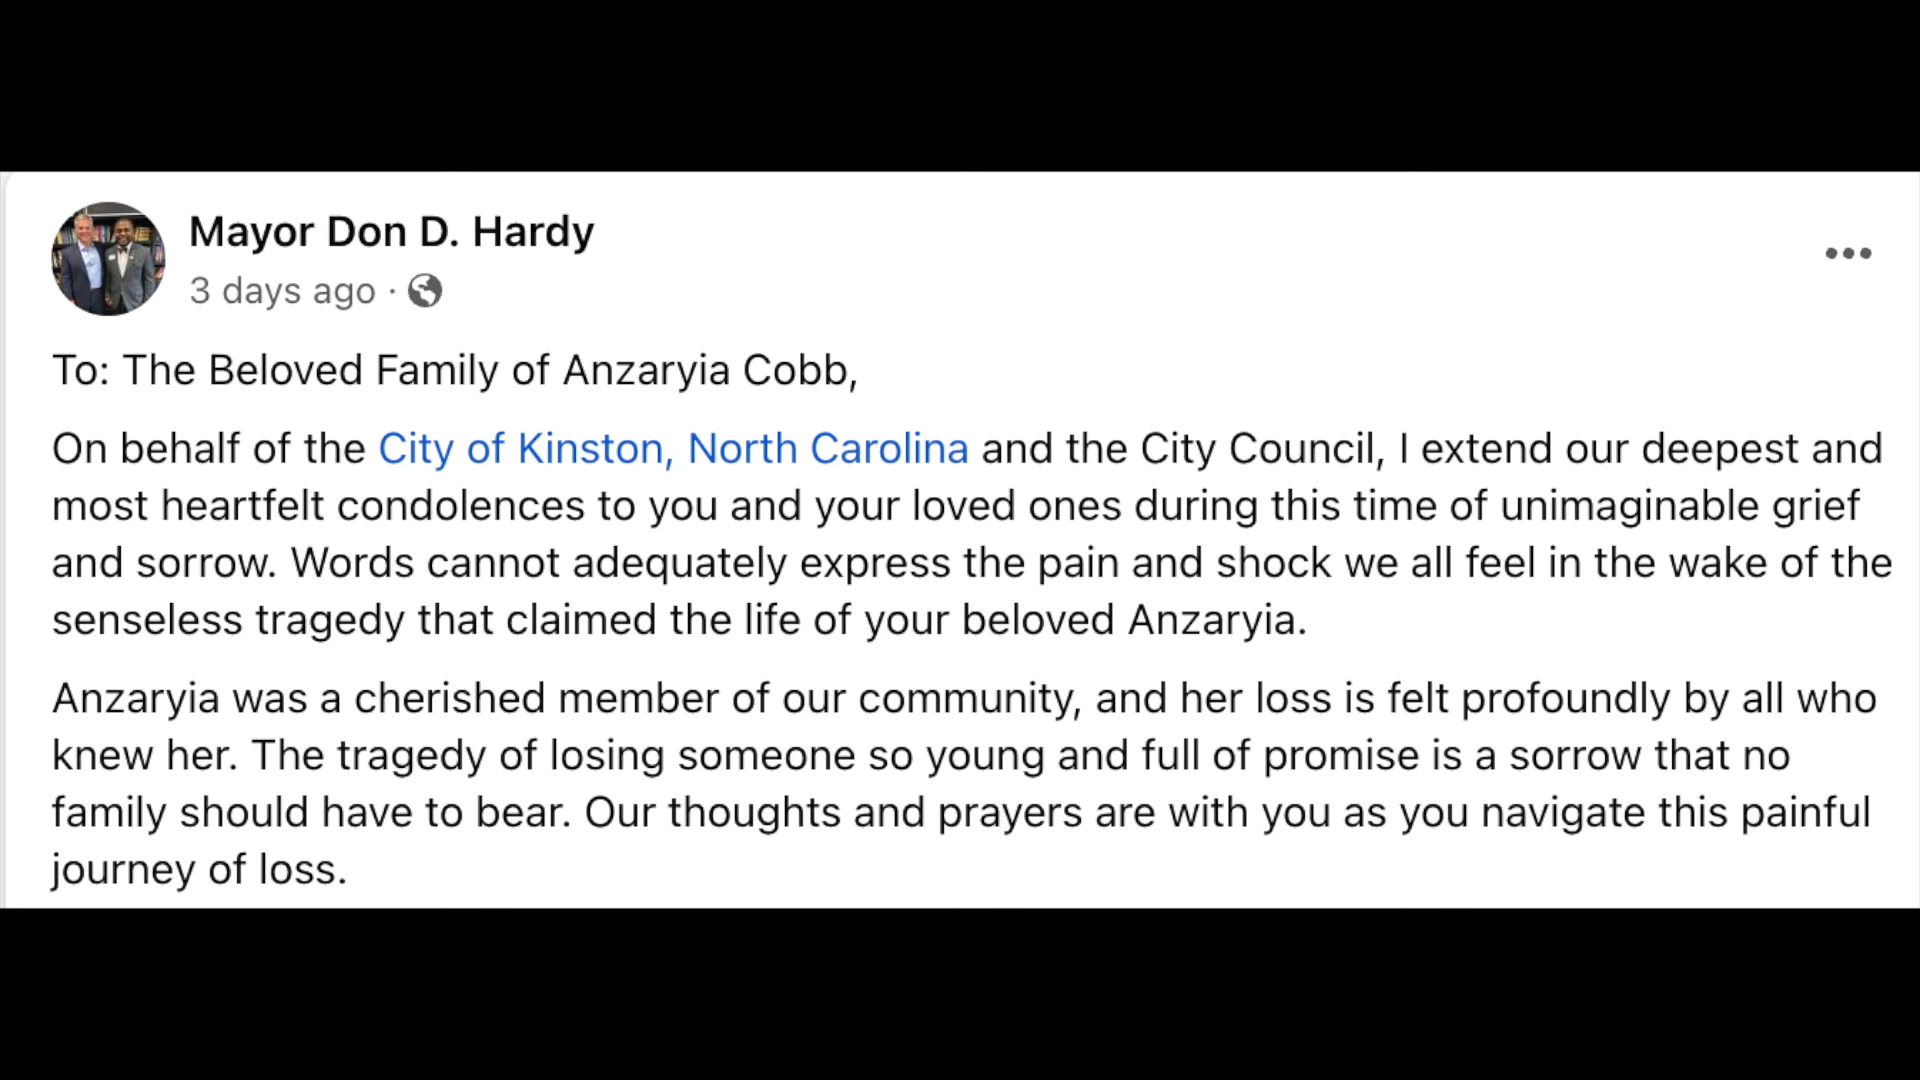 Mayor Don D. Hardy
3 days ago ·
To: The Beloved Family of Anzaryia Cobb,
On behalf of the City of Kinston, North Carolina and the City Council, I extend our deepest and
most heartfelt condolences to you and your loved ones during this time of unimaginable grief
and sorrow. Words cannot adequately express the pain and shock we all feel in the wake of the
senseless tragedy that claimed the life of your beloved Anzaryia.
Anzaryia was a cherished member of our community, and her loss is felt profoundly by all who
knew her. The tragedy of losing someone so young and full of promise is a sorrow that no
family should have to bear. Our thoughts and prayers are with you as you navigate this painful
journey of loss.